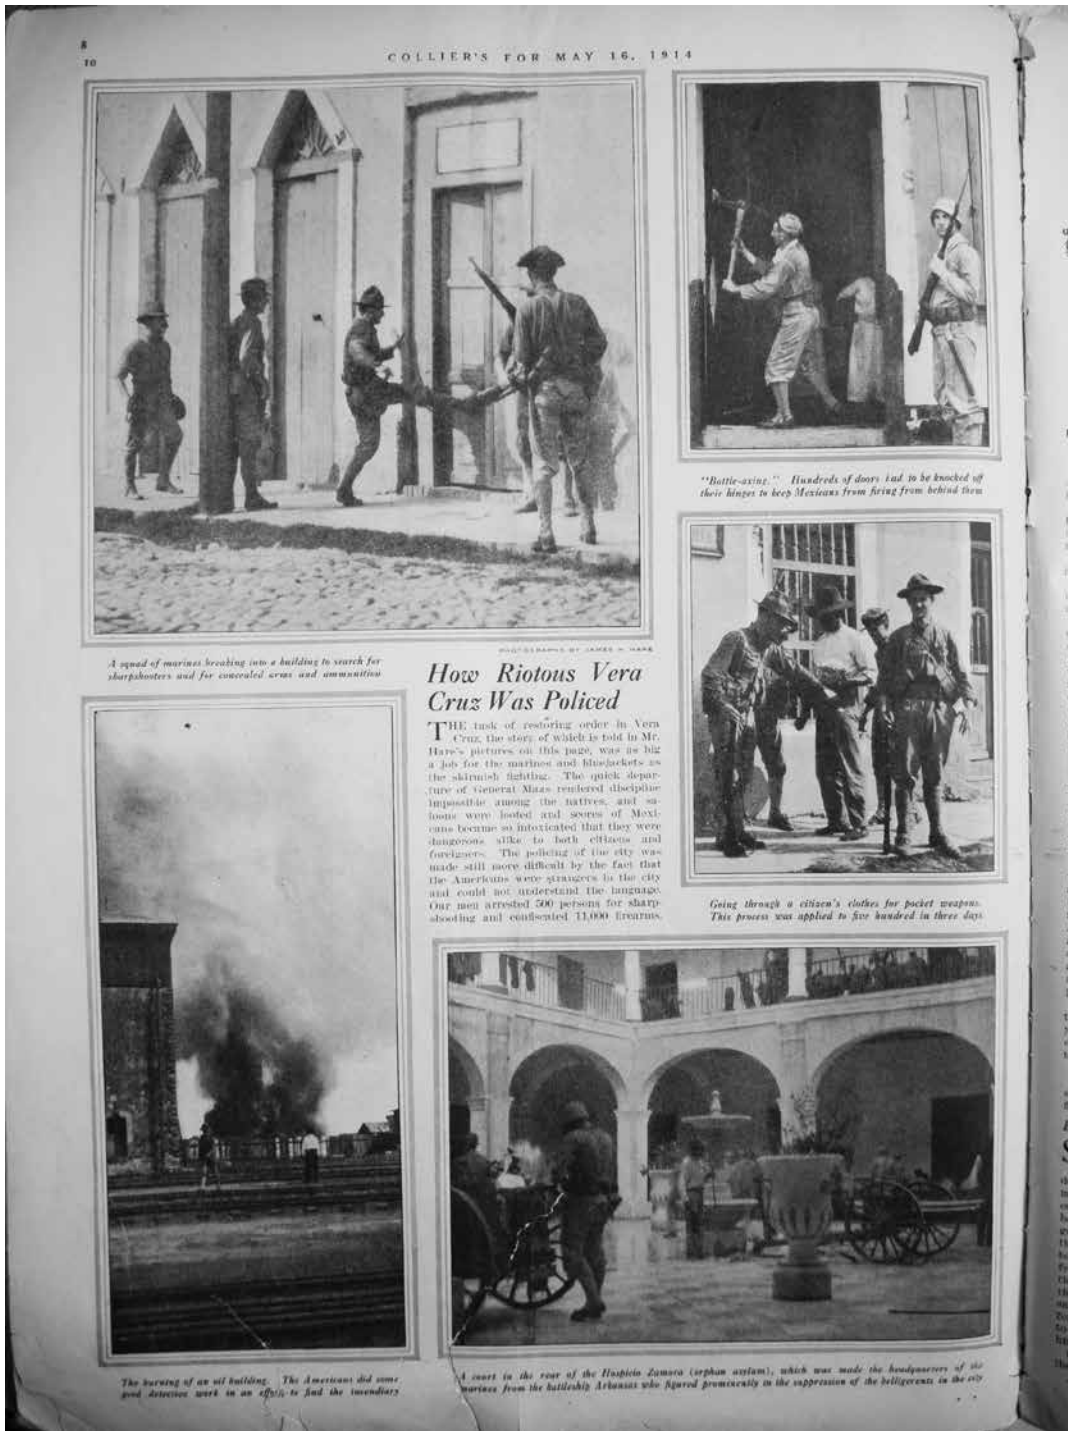 8
10
COLLIER'S FOR MAY 16, 1914
"Battle-axing." Hundreds of doors had to be knocked off
their hinges to keep Mexicans from firing from behind them
A squad of marines breaking into a building to search for
sharpshooters and for concealed arms and ammunition
PHOTOGRAPHS BY JAMES H. HARE
How Riotous Vera
Cruz Was Policed
THE task of restoring order in Vera
Cruz, the story of which is told in Mr.
Hare's pictures on this page, was as big
a job for the marines and bluejackets as
the skirmish fighting. The quick depar-
ture of General Maas rendered discipline
impossible among the natives, and sa-
loons were looted and scores of Mexi-
cans became so intoxicated that they were
dangerous alike to both citizens and
foreigners. The policing of the city was
made still more difficult by the fact that
the Americans were strangers in the city
and could not understand the language.
Our men arrested 500 persons for sharp-
shooting and confiscated 11,000 firearms.
Going through a citizen's clothes for pocket weapons.
This process was applied to five hundred in three days
The burning of an oil building. The Americans did some
good detective work in an effort to find the incendiary
A court in the rear of the Hospicio Zamora (orphan asylum), which was made the headquarters of the
marines from the battleship Arkansas who figured prominently in the suppression of the belligerents in the city